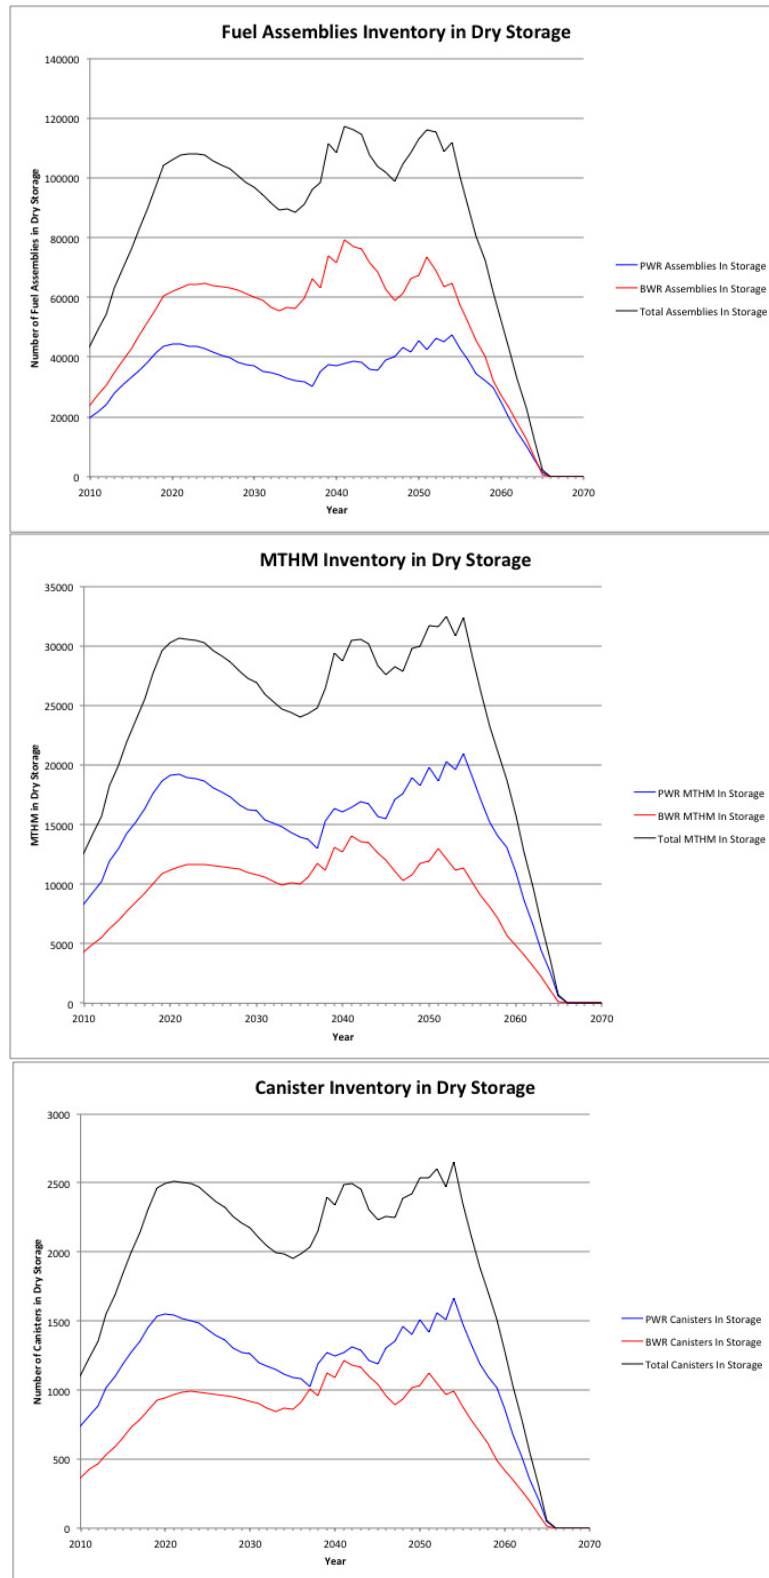 Fuel Assemblies Inventory in Dry Storage
140000
120000
100000
80000
60000
40000
20000
0
Number of Fuel Assemblies in Dry Storage
2010 2020 2030 2040 2050 2060 2070
Year
PWR Assemblies In Storage
BWR Assemblies In Storage
Total Assemblies In Storage
MTHM Inventory in Dry Storage
35000
30000
25000
20000
15000
10000
5000
0
MTHM in Dry Storage
2010 2020 2030 2040 2050 2060 2070
Year
PWR MTHM In Storage
BWR MTHM In Storage
Total MTHM In Storage
Canister Inventory in Dry Storage
3000
2500
2000
1500
1000
500
0
Number of Canisters in Dry Storage
2010 2020 2030 2040 2050 2060 2070
Year
PWR Canisters In Storage
BWR Canisters In Storage
Total Canisters In Storage